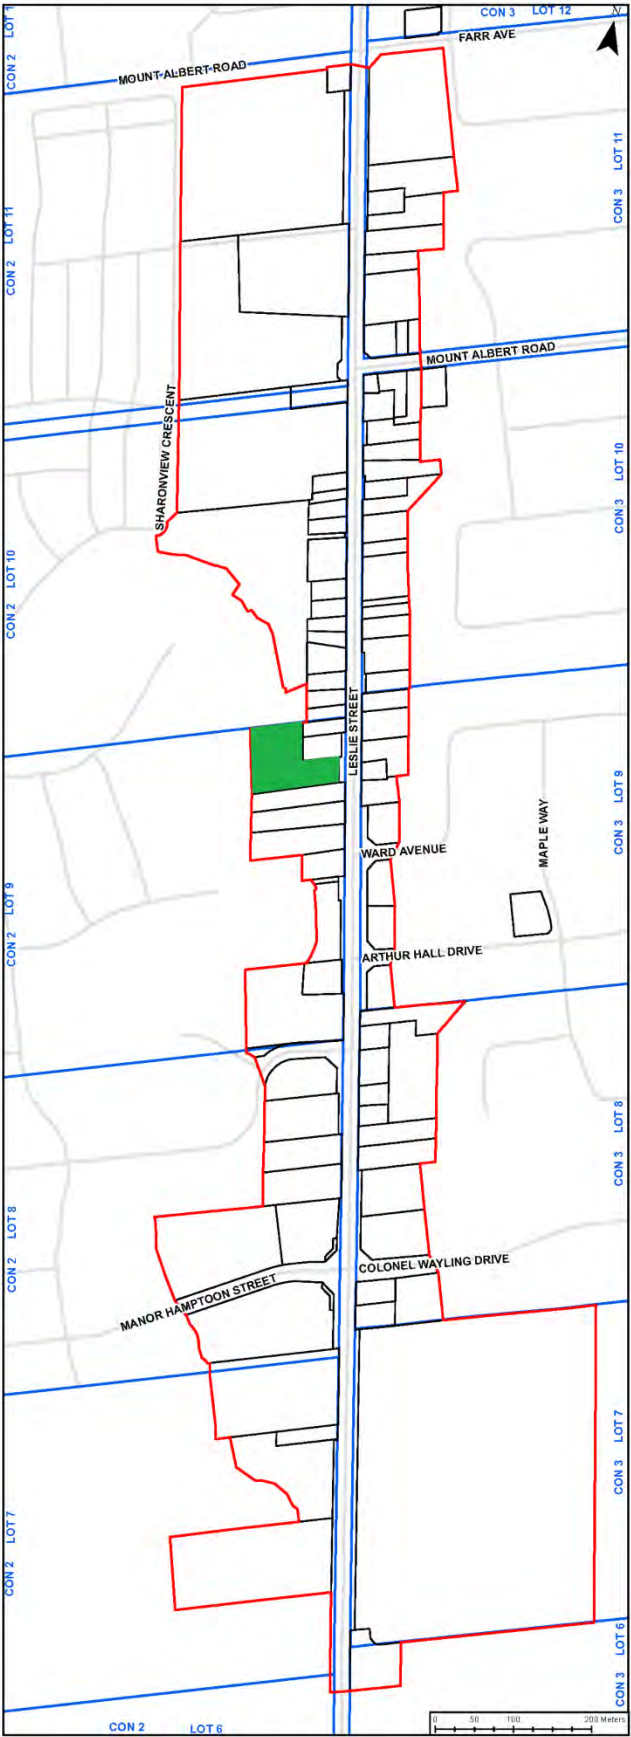 CON 3 LOT 12
N
LOT 1
CON 2
FARR AVE
MOUNT ALBERT ROAD
LOT 11
CON 3
LOT 11
CON 2
MOUNT ALBERT ROAD
SHARONVIEW CRESCENT
LOT 10
CON 3
LOT 10
CON 2
LESLIE STREET
LOT 9
CON 3
MAPLE WAY
WARD AVENUE
LOT 9
CON 2
ARTHUR HALL DRIVE
LOT 8
CON 3
LOT 8
CON 2
COLONEL WAYLING DRIVE
MANOR HAMPTOON STREET
LOT 7
CON 3
LOT 7
CON 2
LOT 6
CON 3
CON 2 LOT 6
0 50 100 200 Meters